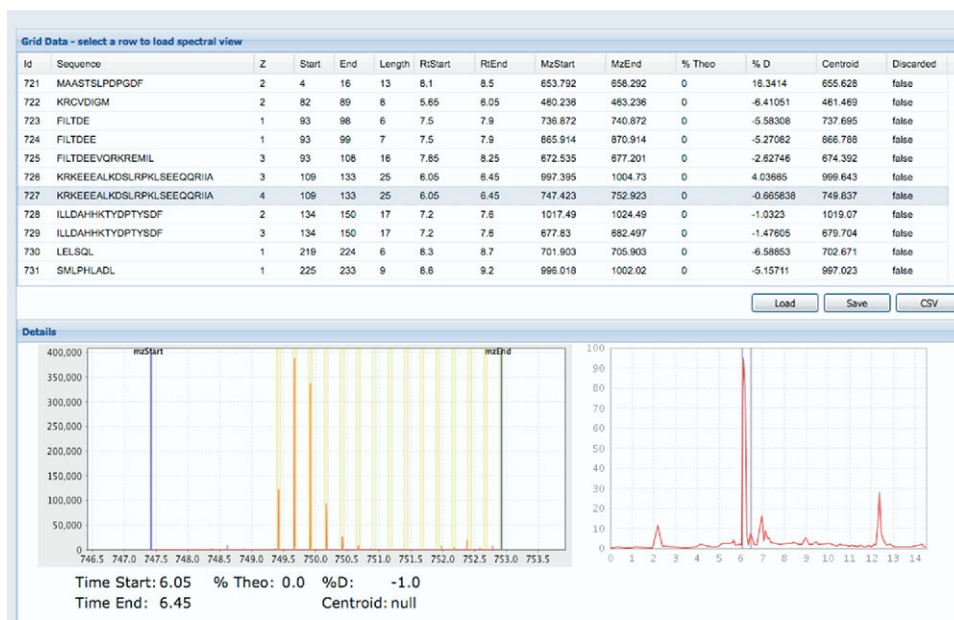 Grid Data - select a row to load spectral view
Id Sequence Z Start End Length RtStart RtEnd MzStart MzEnd % Theo % D Centroid Discarded
721 MAASTSLPDPGDF 2 4 16 13 8.1 8.5 653.792 658.292 0 16.3414 655.628 false
722 KRCVDIGM 2 82 89 8 5.65 6.05 460.236 463.236 0 -6.41051 461.469 false
723 FILTDE 1 93 98 6 7.5 7.9 736.872 740.872 0 -5.58308 737.695 false
724 FILTDEE 1 93 99 7 7.5 7.9 865.914 870.914 0 -5.27082 866.788 false
725 FILTDEEVQRKREMIL 3 93 108 16 7.85 8.25 672.535 677.201 0 -2.62746 674.392 false
726 KRKEEEALKDSLRPKLSEEQQRIIA 3 109 133 25 6.05 6.45 997.395 1004.73 0 4.03665 999.643 false
727 KRKEEEALKDSLRPKLSEEQQRIIA 4 109 133 25 6.05 6.45 747.423 752.923 0 -0.665838 749.837 false
728 ILLDAHHKTYDPTYSDF 2 134 150 17 7.2 7.6 1017.49 1024.49 0 -1.0323 1019.07 false
729 ILLDAHHKTYDPTYSDF 3 134 150 17 7.2 7.6 677.83 682.497 0 -1.47605 679.704 false
730 LELSQL 1 219 224 6 8.3 8.7 701.903 705.903 0 -6.58853 702.671 false
731 SMLPHLADL 1 225 233 9 8.8 9.2 996.018 1002.02 0 -5.15711 997.023 false
Load Save CSV
Details
mzStart mzEnd
400,000
350,000
300,000
250,000
200,000
150,000
100,000
50,000
0
746.5 747.0 747.5 748.0 748.5 749.0 749.5 750.0 750.5 751.0 751.5 752.0 752.5 753.0 753.5
100
90
80
70
60
50
40
30
20
10
0
0 1 2 3 4 5 6 7 8 9 10 11 12 13 14
Time Start: 6.05 % Theo: 0.0 %D: -1.0
Time End: 6.45 Centroid: null